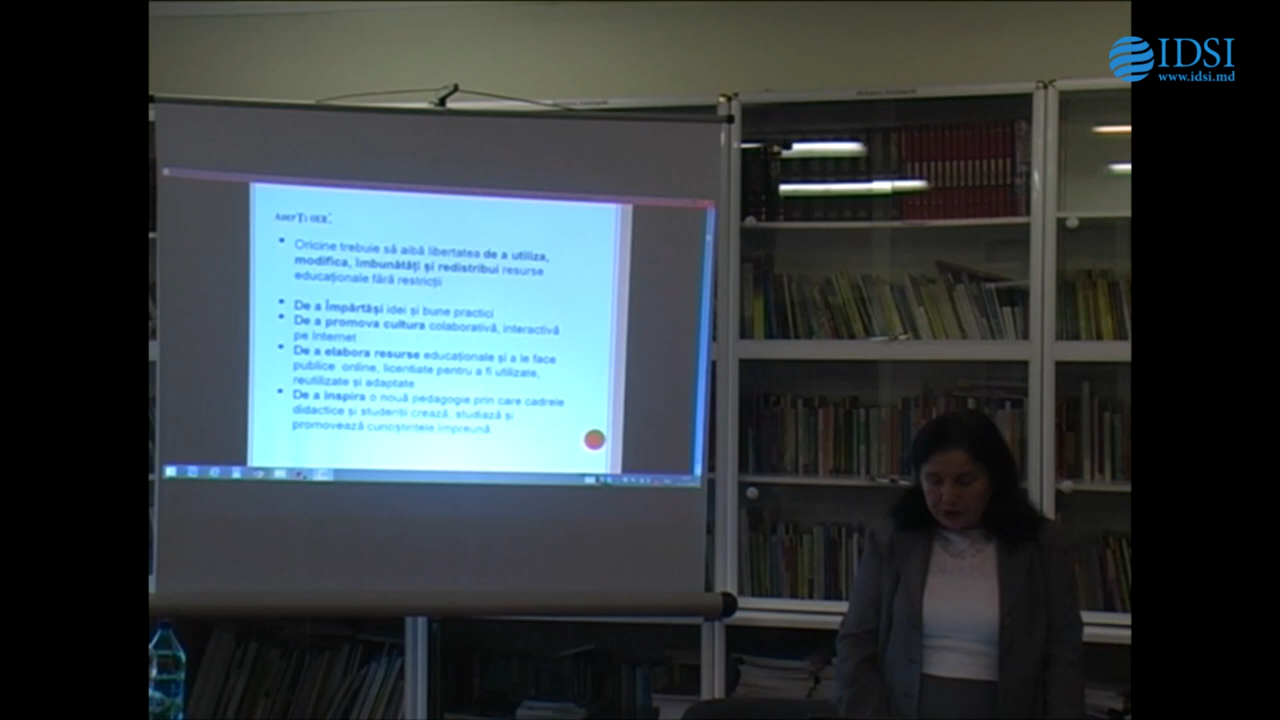 IDSI
www.idsi.md
Oricine trebuie să aibă libertatea de a utiliza,
modifica, îmbunătăți și redistribui resurse
educaționale fără restricții
De a Împărtăși idei și bune practici
De a promova cultura colaborativă, interactivă
pe Internet
De a elabora resurse educaționale și a le face
publice online, licențiate pentru a fi utilizate,
reutilizate și adaptate
De a inspira o nouă pedagogie prin care cadrele
didactice și studenții crează, studiază și
promovează cunoștințele împreună